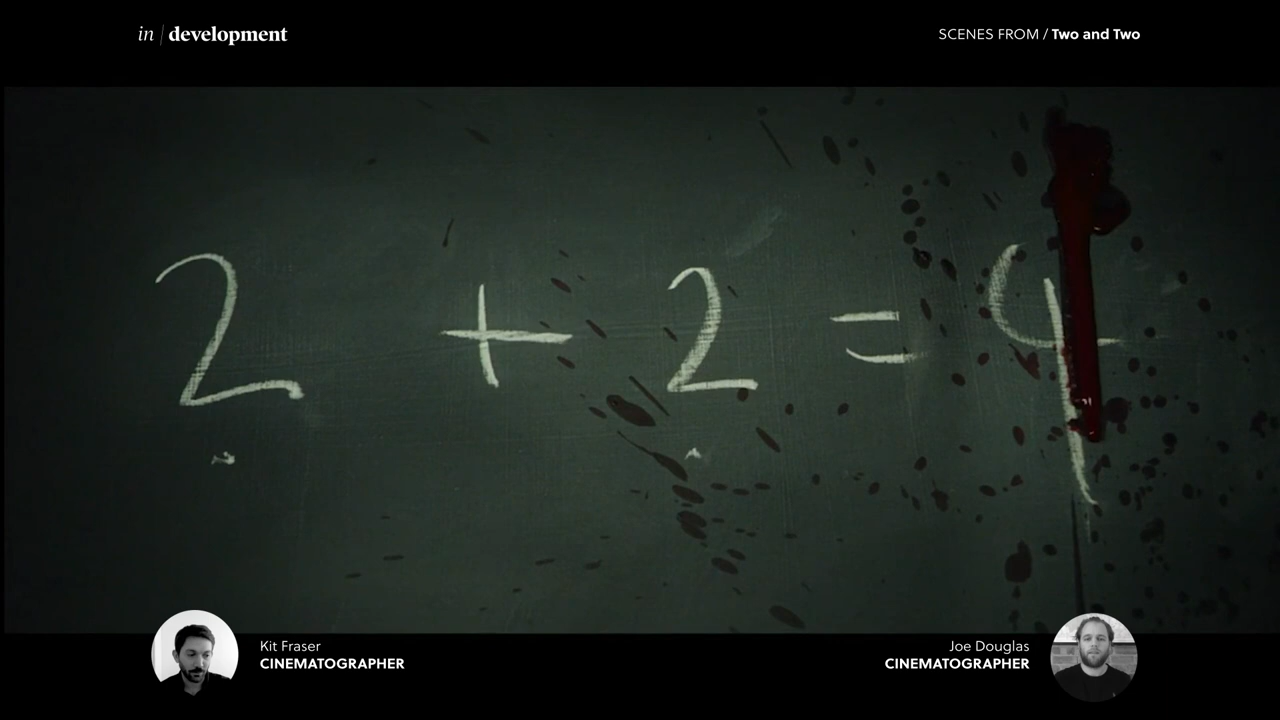 in | development
SCENES FROM / Two and Two
2 + 2 = 4
Kit Fraser
CINEMATOGRAPHER
Joe Douglas
CINEMATOGRAPHER